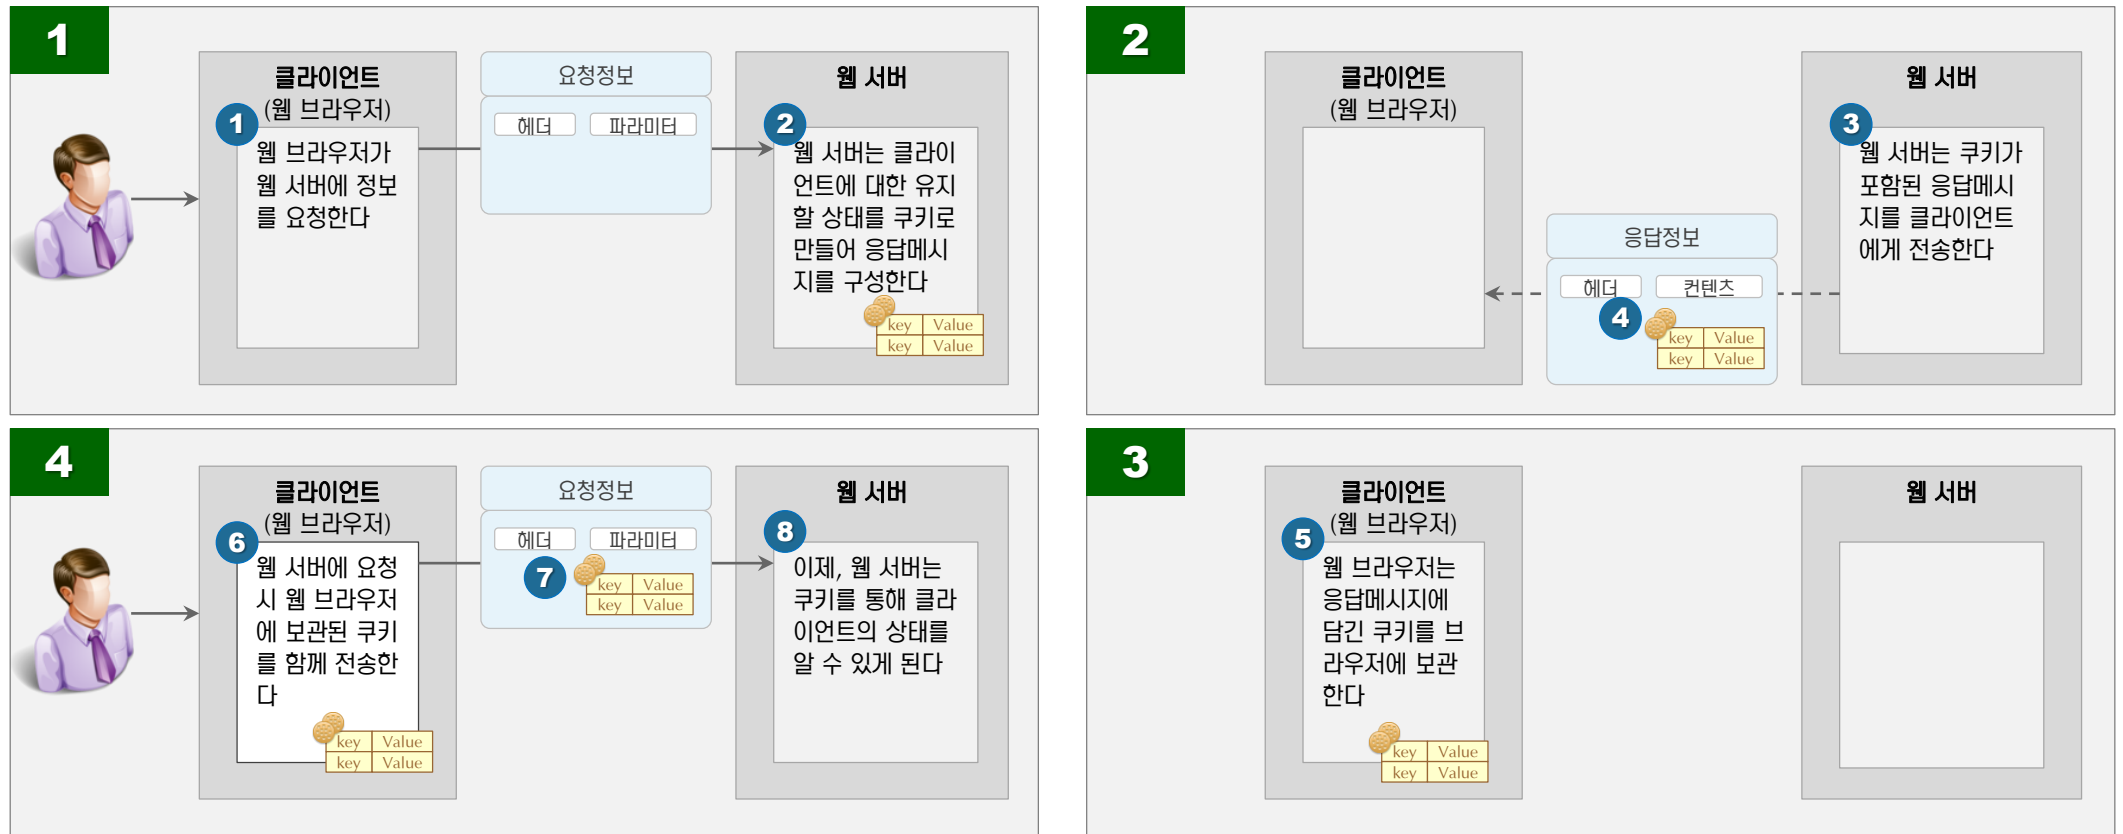 1
클라이언트
(웹 브라우저)
1
웹 브라우저가
웹 서버에 정보
를 요청한다
요청정보
헤더
파라미터
웹 서버
2
웹 서버는 클라이
언트에 대한 유지
할 상태를 쿠키로
만들어 응답메시
지를 구성한다
key Value
key Value
2
클라이언트
(웹 브라우저)
응답정보
헤더
컨텐츠
4
key Value
key Value
웹 서버
3
웹 서버는 쿠키가
포함된 응답메시
지를 클라이언트
에게 전송한다
4
클라이언트
(웹 브라우저)
6
웹 서버에 요청
시 웹 브라우저
에 보관된 쿠키
를 함께 전송한
다
key Value
key Value
요청정보
헤더
파라미터
7
key Value
key Value
웹 서버
8
이제, 웹 서버는
쿠키를 통해 클라
이언트의 상태를
알 수 있게 된다
3
클라이언트
(웹 브라우저)
5
웹 브라우저는
응답메시지에
담긴 쿠키를 브
라우저에 보관
한다
key Value
key Value
웹 서버